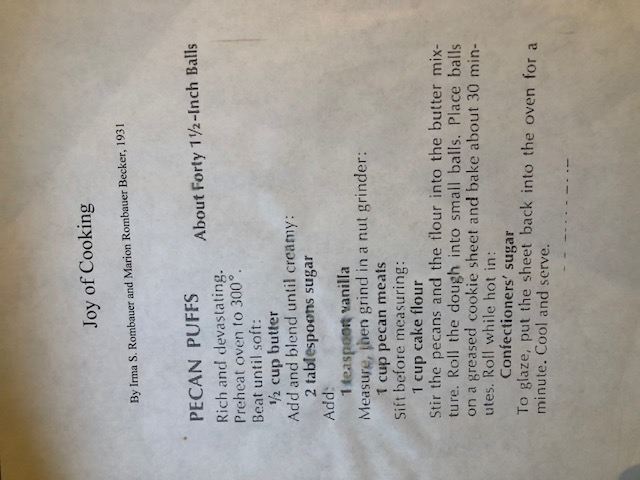 Joy of Cooking
By Irma S. Rombauer and Marion Rombauer Becker, 1931
PECAN PUFFS About Forty 1½-Inch Balls
Rich and devastating.
Preheat oven to 300°.
Beat until soft:
½ cup butter
Add and blend until creamy:
2 tablespoons sugar
Add:
1 teaspoon vanilla
Measure, then grind in a nut grinder:
1 cup pecan meats
Sift before measuring:
1 cup cake flour
Stir the pecans and the flour into the butter mix-
ture. Roll the dough into small balls. Place balls
on a greased cookie sheet and bake about 30 min-
utes. Roll while hot in:
Confectioners' sugar
To glaze, put the sheet back into the oven for a
minute. Cool and serve.